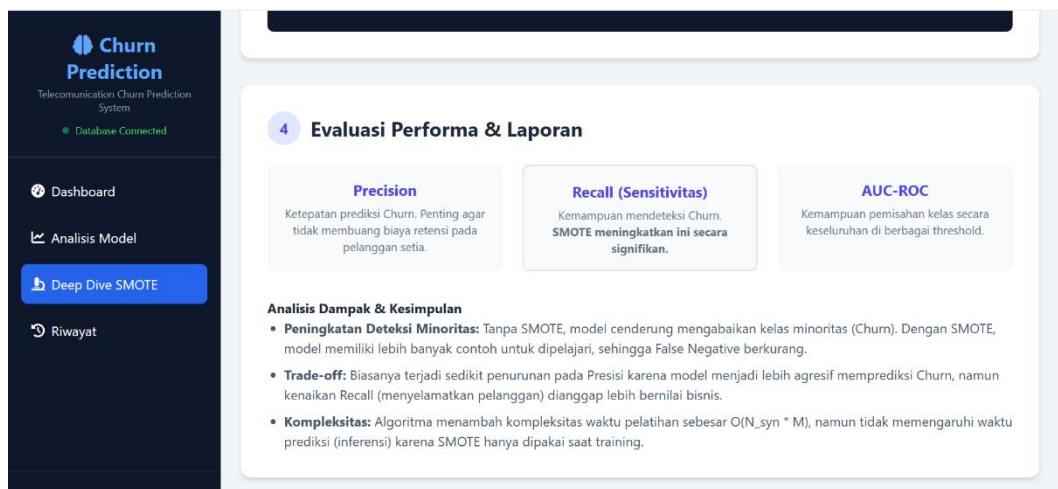 Churn
Prediction
Telecomunication Churn Prediction
System
Database Connected
Dashboard
Analisis Model
Deep Dive SMOTE
Riwayat
4 Evaluasi Performa & Laporan
Precision
Ketepatan prediksi Churn. Penting agar
tidak membuang biaya retensi pada
pelanggan setia.
Recall (Sensitivitas)
Kemampuan mendeteksi Churn.
SMOTE meningkatkan ini secara
signifikan.
AUC-ROC
Kemampuan pemisahan kelas secara
keseluruhan di berbagai threshold.
Analisis Dampak & Kesimpulan
• Peningkatan Deteksi Minoritas: Tanpa SMOTE, model cenderung mengabaikan kelas minoritas (Churn). Dengan SMOTE,
model memiliki lebih banyak contoh untuk dipelajari, sehingga False Negative berkurang.
• Trade-off: Biasanya terjadi sedikit penurunan pada Presisi karena model menjadi lebih agresif memprediksi Churn, namun
kenaikan Recall (menyelamatkan pelanggan) dianggap lebih bernilai bisnis.
• Kompleksitas: Algoritma menambah kompleksitas waktu pelatihan sebesar O(N_syn * M), namun tidak memengaruhi waktu
prediksi (inferensi) karena SMOTE hanya dipakai saat training.